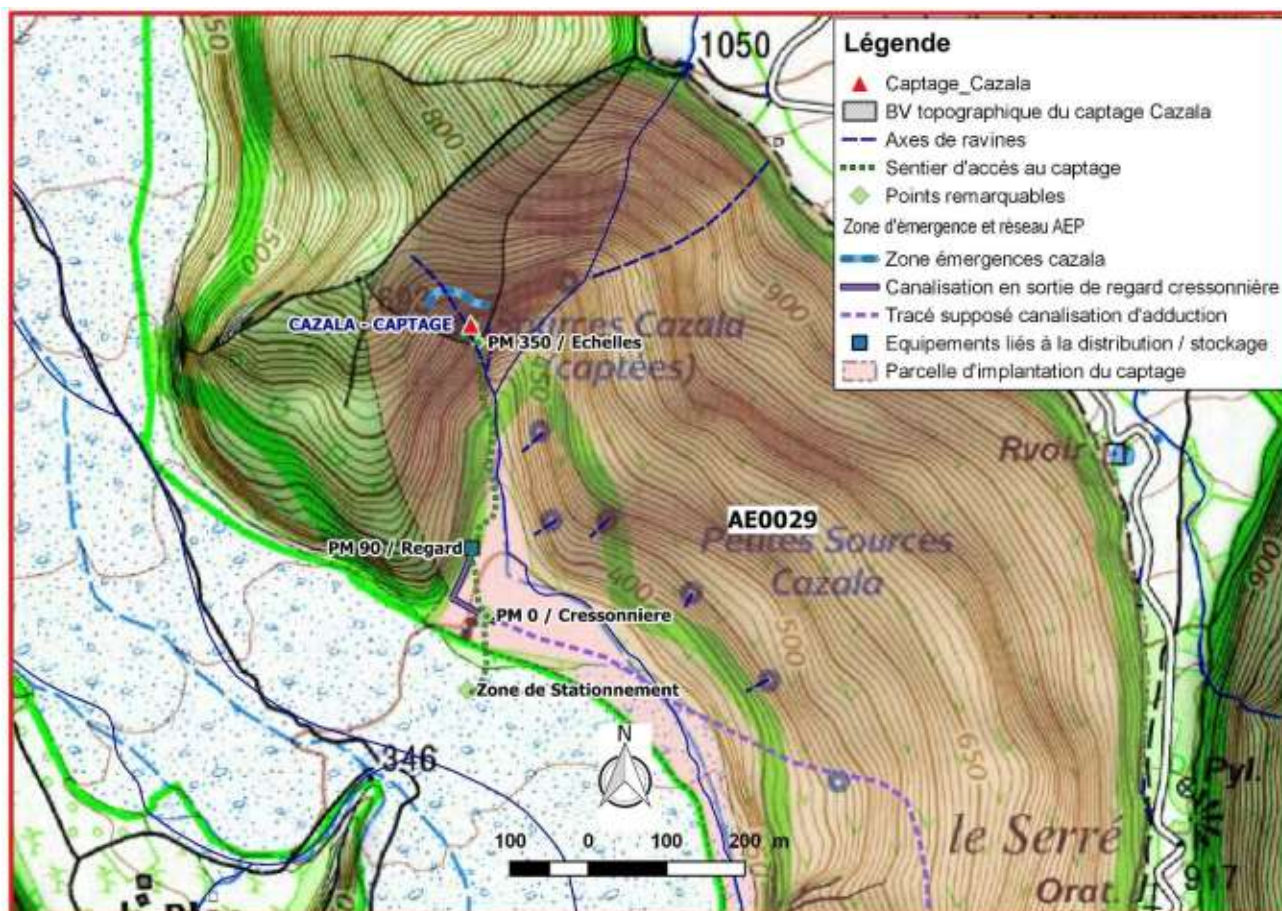 1050
Légende
Captage_Cazala
BV topographique du captage Cazala
Axes de ravines
Sentier d'accès au captage
Points remarquables
Zone d'émergence et réseau AEP
Zone émergences cazala
Canalisation en sortie de regard cressonnière
Tracé supposé canalisation d'adduction
Equipements liés à la distribution / stockage
Parcelle d'implantation du captage
50
800
500
900
CAZALA - CAPTAGE
Sources Cazala
PM 350 / Echelles
(captées)
Rvoir
AE0029
PM 90 / Regard
Petites Sources
Cazala
400
900
PM 0 / Cressonniere
500
Zone de Stationnement
N
346
650
Pyl.
100 0 100 200 m
le Serré
Orat.
917